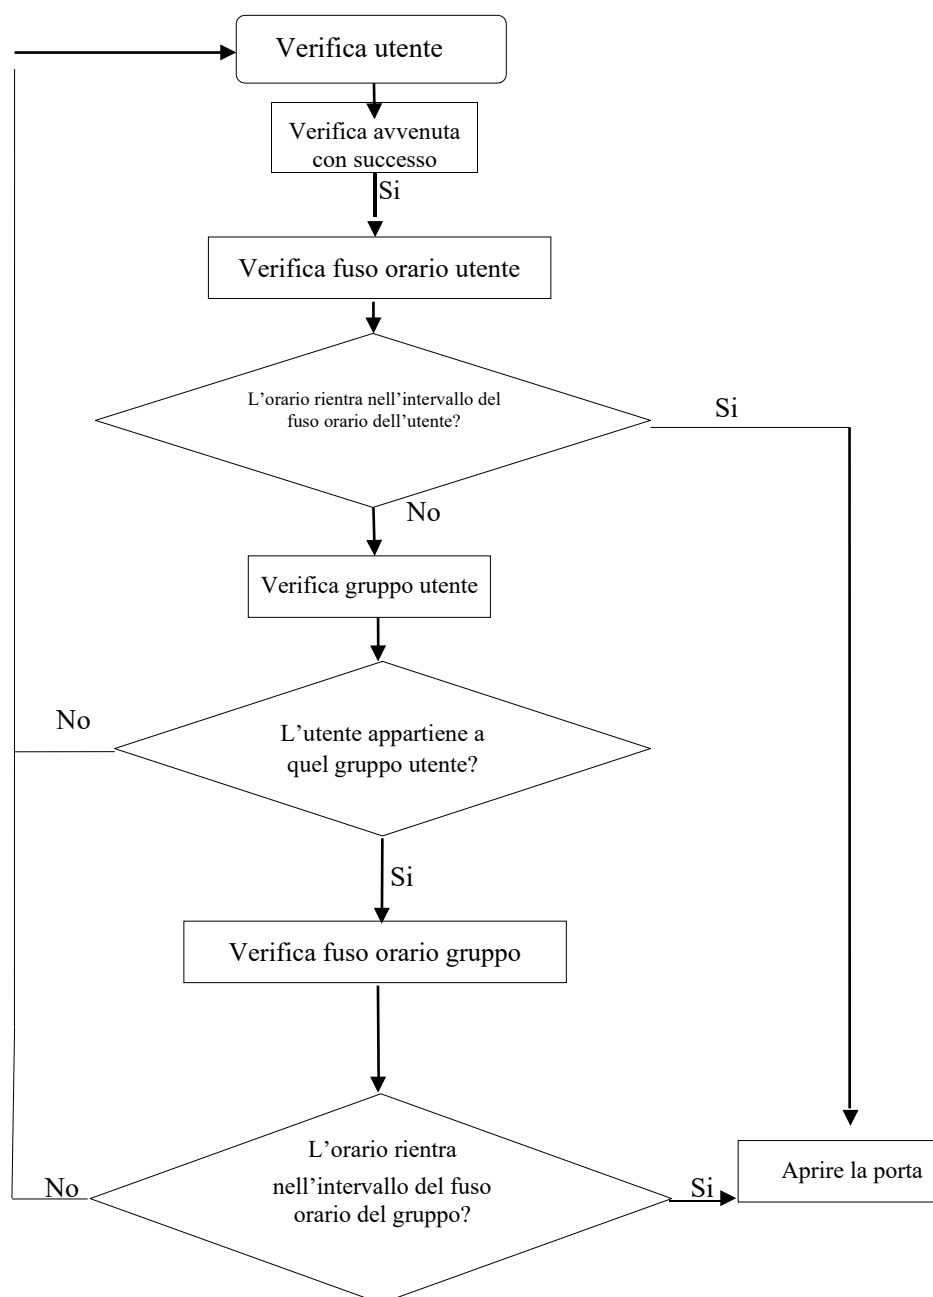 Verifica utente
Verifica avvenuta
con successo
Si
Verifica fuso orario utente
L’orario rientra nell’intervallo del
fuso orario dell’utente?
Si
No
Verifica gruppo utente
No
L’utente appartiene a
quel gruppo utente?
Si
Verifica fuso orario gruppo
L’orario rientra
nell’intervallo del fuso
orario del gruppo?
No
Si
Aprire la porta